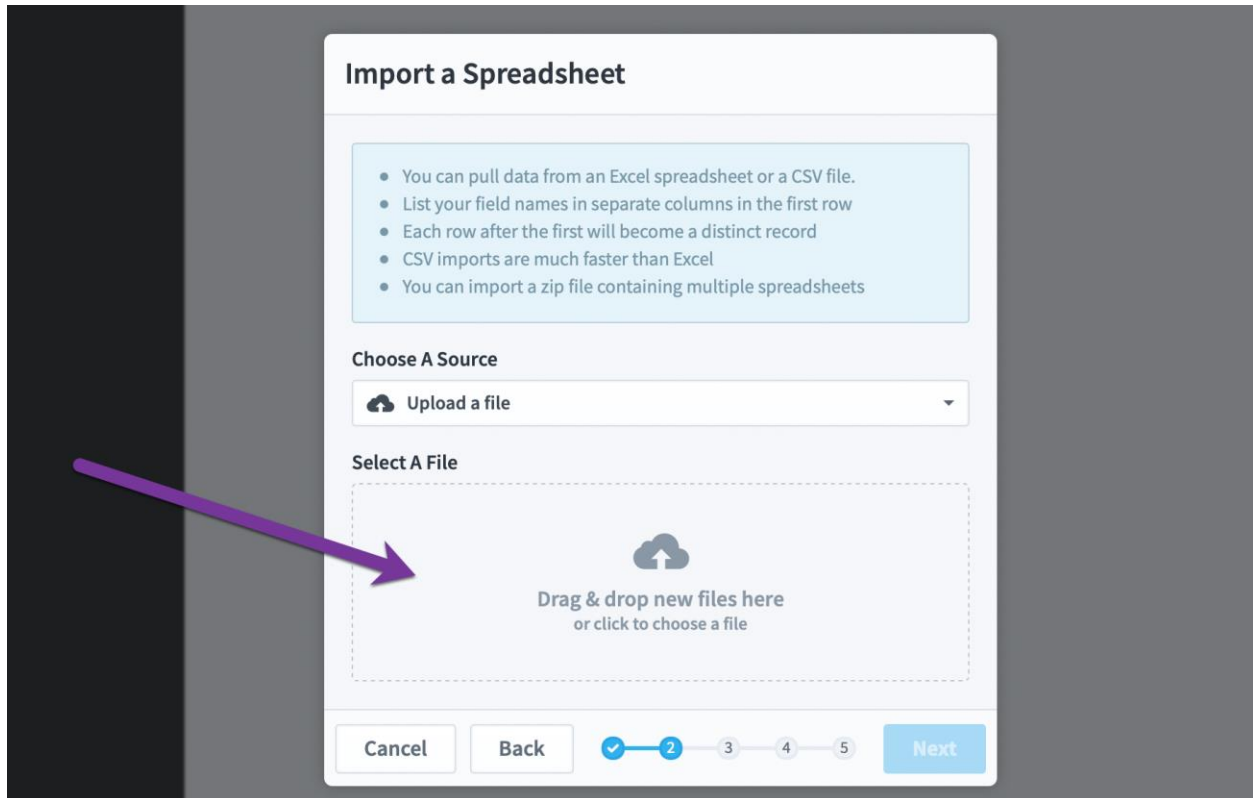 Import a Spreadsheet
You can pull data from an Excel spreadsheet or a CSV file.
List your field names in separate columns in the first row
Each row after the first will become a distinct record
CSV imports are much faster than Excel
You can import a zip file containing multiple spreadsheets
Choose A Source
Upload a file
Select A File
Drag & drop new files here
or click to choose a file
Cancel Back 2 3 4 5 Next